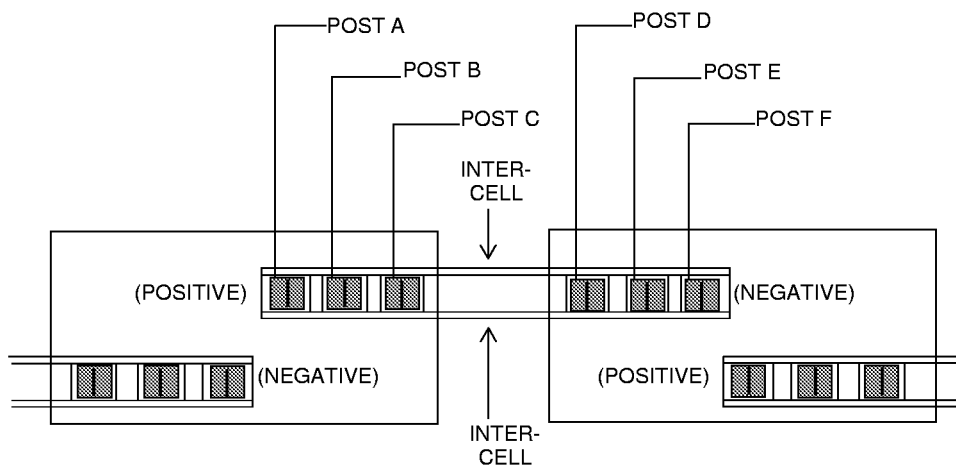 POST A
POST D
POST B
POST E
POST C
POST F
INTER-
CELL
(POSITIVE)
(NEGATIVE)
(NEGATIVE)
(POSITIVE)
INTER-
CELL